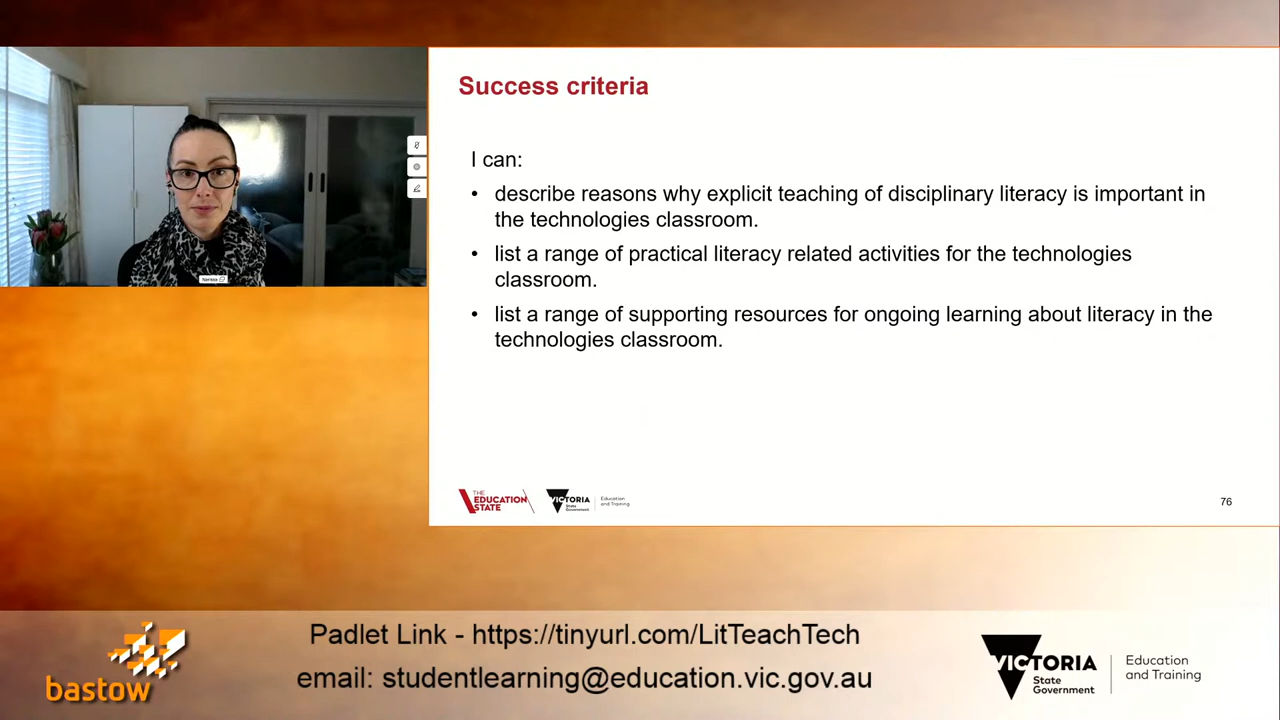 Success criteria
I can:
• describe reasons why explicit teaching of disciplinary literacy is important in
the technologies classroom.
• list a range of practical literacy related activities for the technologies
classroom.
• list a range of supporting resources for ongoing learning about literacy in the
technologies classroom.
THE
EDUCATION
STATE
VICTORIA
State
Government
Education
and Training
76
Padlet Link - https://tinyurl.com/LitTeachTech
email: studentlearning@education.vic.gov.au
bastow
VICTORIA
State
Government
Education
and Training